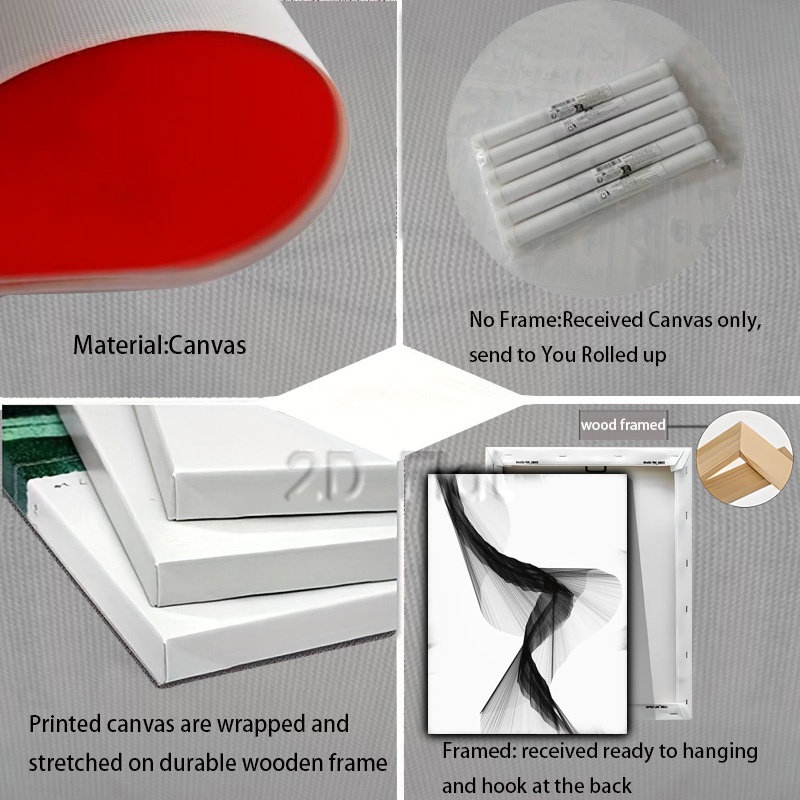 Material:Canvas
No Frame:Received Canvas only,
send to You Rolled up
wood framed
2D
Printed canvas are wrapped and
stretched on durable wooden frame
Framed: received ready to hanging
and hook at the back